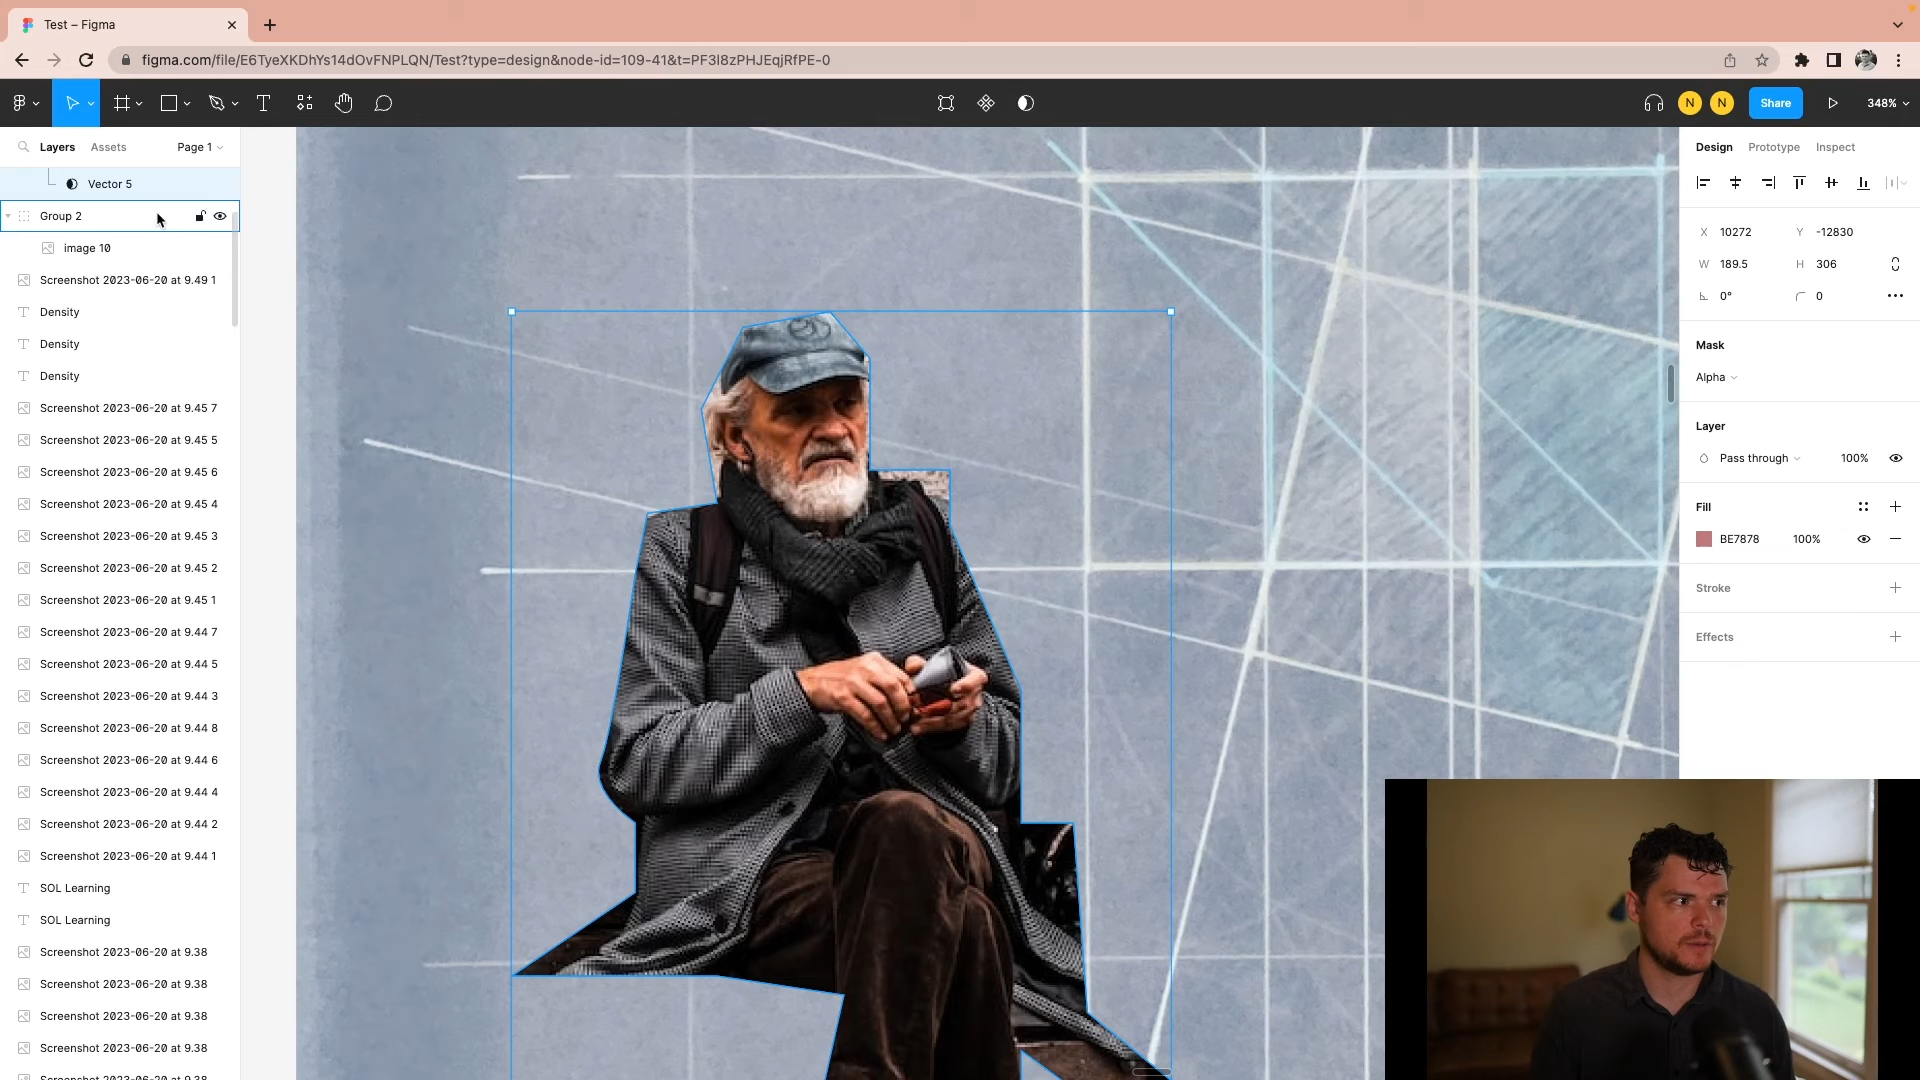 Test – Figma
figma.com/file/E6TyeXKDhYs14dOvFNPLQN/Test?type=design&node-id=109-41&t=PF3I8zPHJEqjRfPE-0
N
N
Share
348%
Layers
Assets
Page 1
Vector 5
Group 2
image 10
Screenshot 2023-06-20 at 9.49 1
Density
Density
Density
Screenshot 2023-06-20 at 9.45 7
Screenshot 2023-06-20 at 9.45 5
Screenshot 2023-06-20 at 9.45 6
Screenshot 2023-06-20 at 9.45 4
Screenshot 2023-06-20 at 9.45 3
Screenshot 2023-06-20 at 9.45 2
Screenshot 2023-06-20 at 9.45 1
Screenshot 2023-06-20 at 9.44 7
Screenshot 2023-06-20 at 9.44 5
Screenshot 2023-06-20 at 9.44 3
Screenshot 2023-06-20 at 9.44 8
Screenshot 2023-06-20 at 9.44 6
Screenshot 2023-06-20 at 9.44 4
Screenshot 2023-06-20 at 9.44 2
Screenshot 2023-06-20 at 9.44 1
SOL Learning
SOL Learning
Screenshot 2023-06-20 at 9.38
Screenshot 2023-06-20 at 9.38
Screenshot 2023-06-20 at 9.38
Screenshot 2023-06-20 at 9.38
Screenshot 2023-06-20 at 9.38
Design
Prototype
Inspect
X 10272 Y -12830
W 189.5 H 306
0° 0
Mask
Alpha
Layer
Pass through 100%
Fill
BE7878 100%
Stroke
Effects